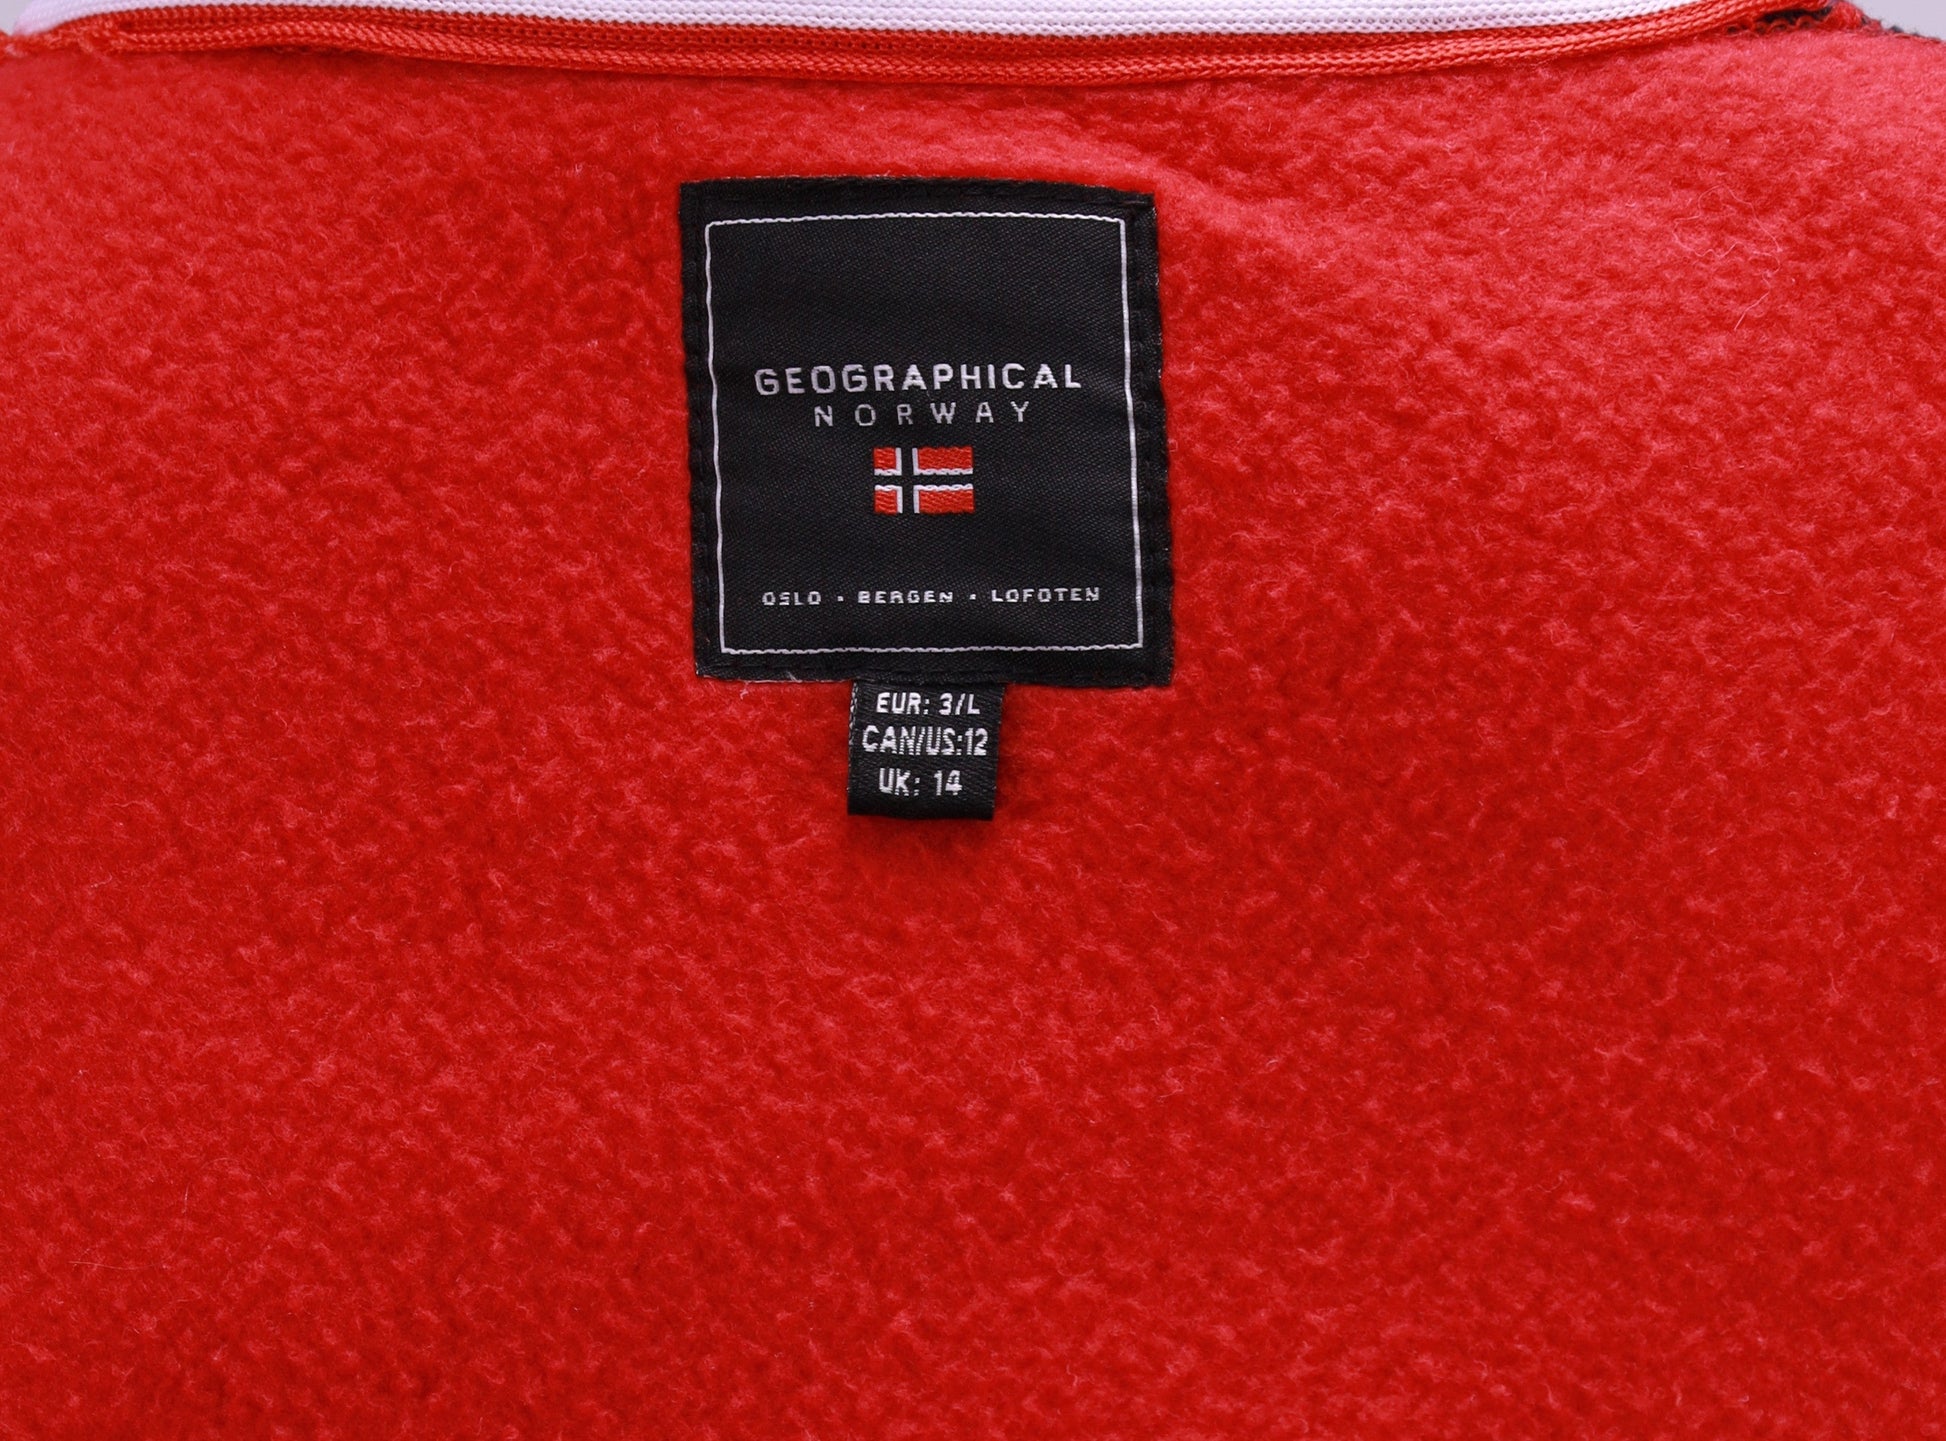 GEOGRAPHICAL
NORWAY
OSLO · BERGEN · LOFOTEN
EUR: 3/L
CAN/US:12
UK: 14